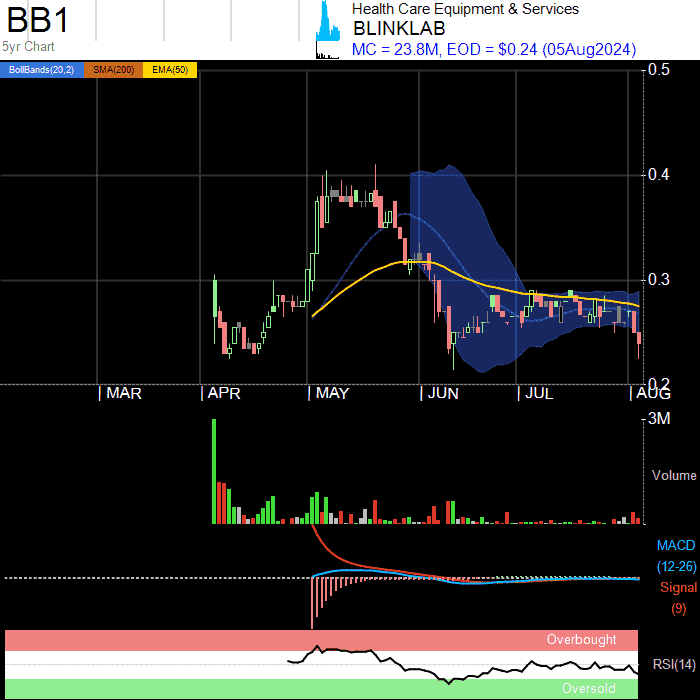 BB1
5yr Chart
Health Care Equipment & Services
BLINKLAB
MC = 23.8M, EOD = $0.24 (05Aug2024)
BollBands(20,2) SMA(200) EMA(50)
0.5
0.4
0.3
0.2
| MAR | APR | MAY | JUN | JUL | AUG
3M
Volume
MACD
(12-26)
Signal
(9)
Overbought
RSI(14)
Oversold